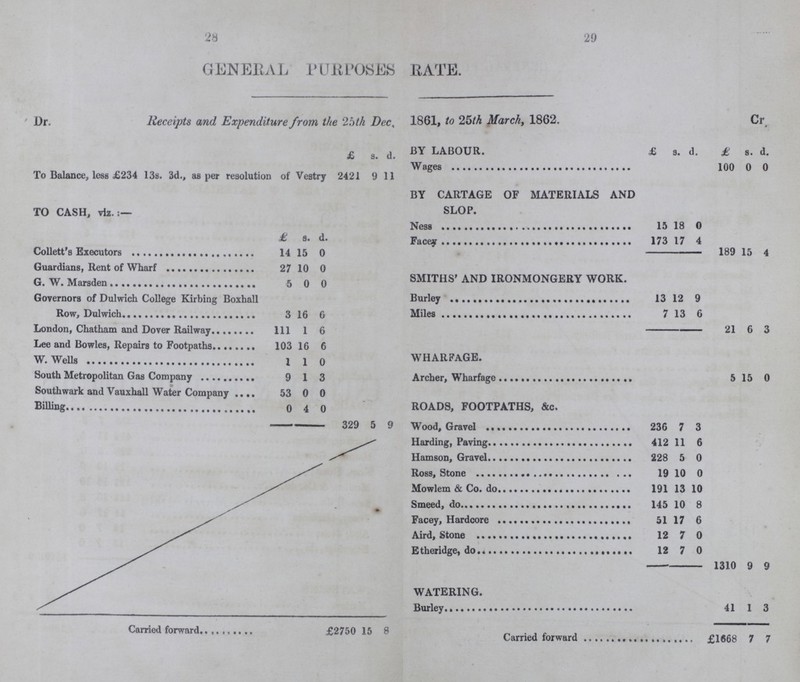 28
GENERAL PURPOSES
Dr. Receipts and Expenditure from the 25th Dec.
£ s. d.
To Balance, less £234 13s. 3d., as per resolution of Vestry 2421 9 11
TO CASH, viz.:—
£ s. d.
Collett's Executors 14 15 0
Guardians, Rent of Wharf 27 10 0
G. W. Marsden 5 0 0
Governors of Dulwich College Kirbing Boxhall
Row, Dulwich 3 16 6
London, Chatham and Dover Railway 111 1 6
Lee and Bowles, Repairs to Footpaths 103 16 6
W. Wells 1 1 0
South Metropolitan Gas Company 9 1 3
Southwark and Vauxhall Water Company 53 0 0
Billing 0 4 0
329 5 9
Carried forward £2750 15 8
29
RATE.
1861, to 25th March, 1862. Cr.
BY LABOUR. £ s. d. £ s. d.
Wages 100 0 0
BY CARTAGE OF MATERIALS AND
SLOP.
Ness 15 18 0
Facey 173 17 4
189 15 4
SMITHS' AND IRONMONGERY WORK.
Burley 13 12 9
Miles 7 13 6
21 6 3
WHARFAGE.
Archer, Wharfage 5 15 0
ROADS, FOOTPATHS, &c.
Wood, Gravel 236 7 3
Harding, Paving 412 11 6
Hamson, Gravel 228 5 0
Ross, Stone 19 10 0
Mowlem & Co. do 191 13 10
Smeed, do 145 10 8
Facey, Hardcore 51 17 6
Aird, Stone 12 7 0
Etheridge, do 12 7 0
1310 9 9
WATERING.
Burley 41 1 3
Carried forward £1668 7 7